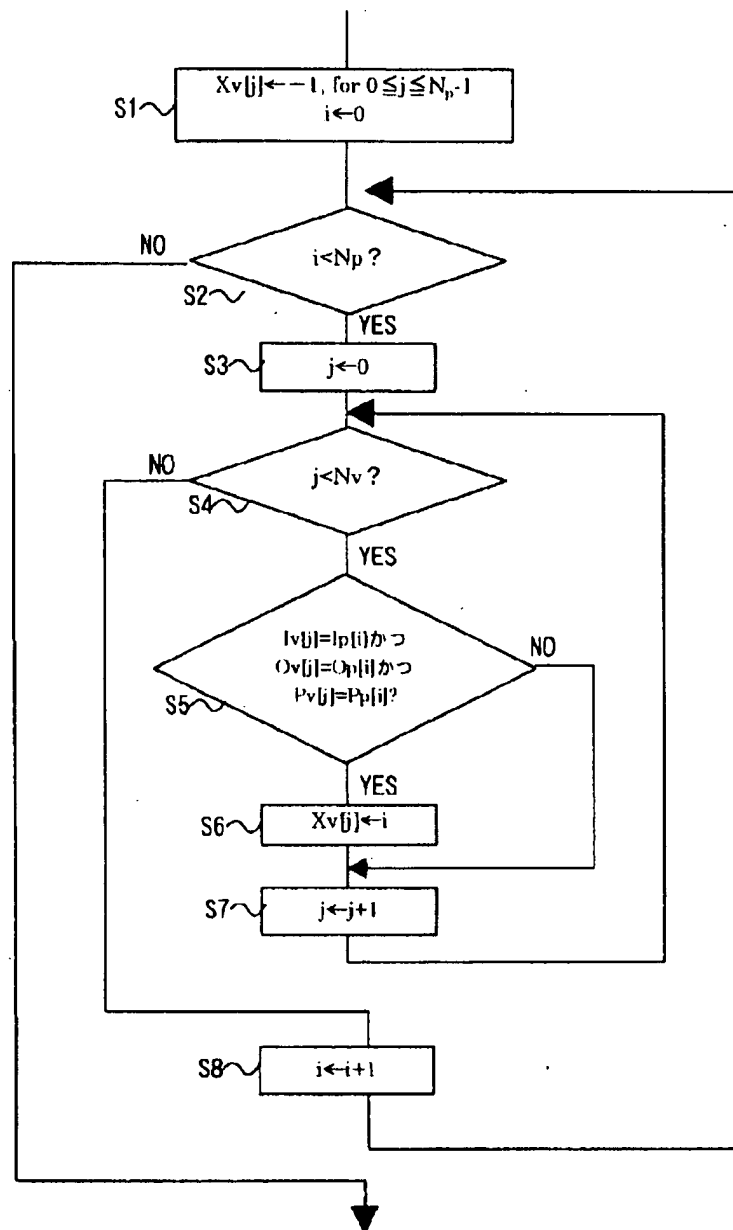 Xv[j]←-1, for 0≦j≦Np-1
i←0
S1
NO
i<Np?
S2
YES
S3
j←0
NO
j<Nv?
S4
YES
Iv[j]=Ip[i]かつ
Ov[j]=Op[i]かつ
Pv[j]=Pp[i]?
NO
S5
YES
S6
Xv[j]←i
S7
j←j+1
S8
i←i+1